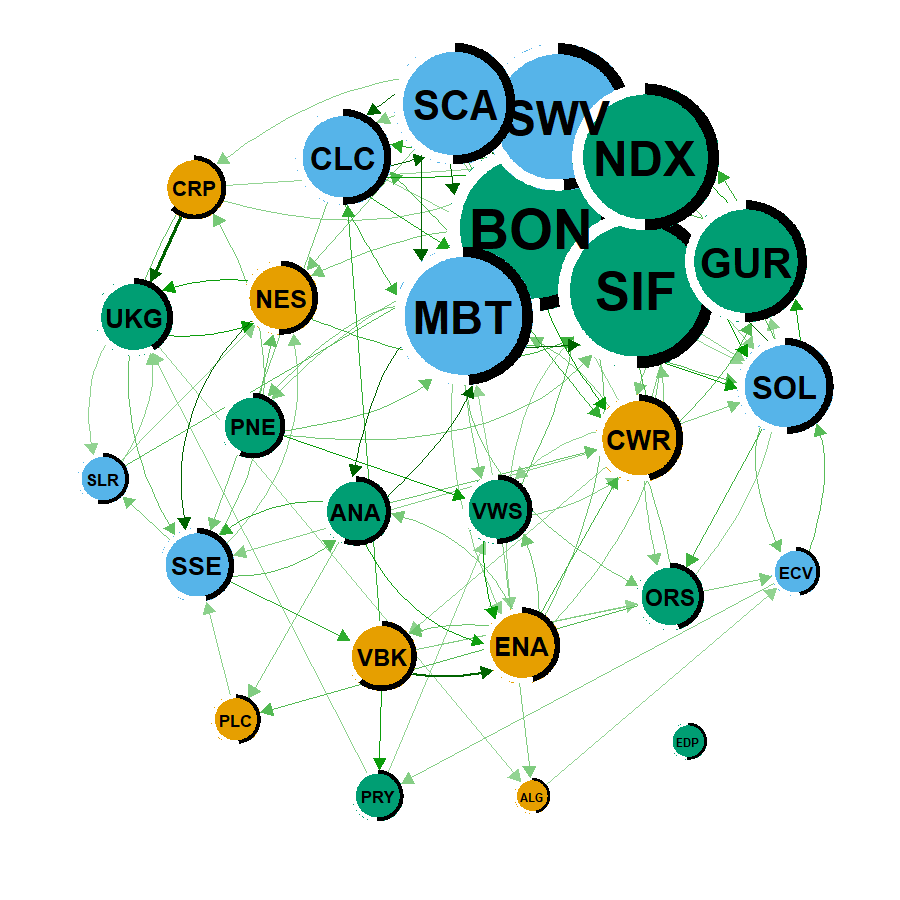 SCA
SWV
NDX
CLC
CRP
BON
GUR
SIF
NES
MBT
UKG
SOL
PNE
CWR
SLR
ANA
VWS
SSE
ECV
ORS
ENA
VBK
PLC
EDP
PRY
ALG